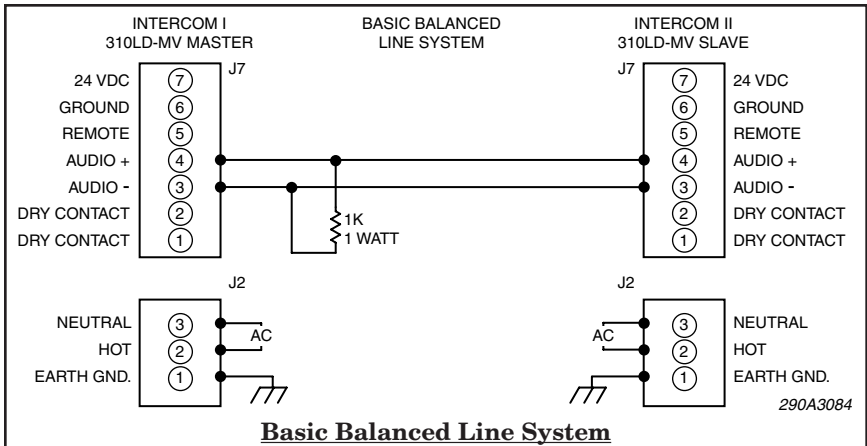 INTERCOM I
310LD-MV MASTER
BASIC BALANCED
LINE SYSTEM
INTERCOM II
310LD-MV SLAVE
J7
J7
24 VDC
7
7
24 VDC
GROUND
6
6
GROUND
REMOTE
5
5
REMOTE
AUDIO +
4
4
AUDIO +
AUDIO -
3
3
AUDIO -
DRY CONTACT
2
2
DRY CONTACT
DRY CONTACT
1
1
DRY CONTACT
1K
1 WATT
J2
J2
NEUTRAL
3
3
NEUTRAL
AC
AC
HOT
2
2
HOT
EARTH GND.
1
1
EARTH GND.
290A3084
Basic Balanced Line System